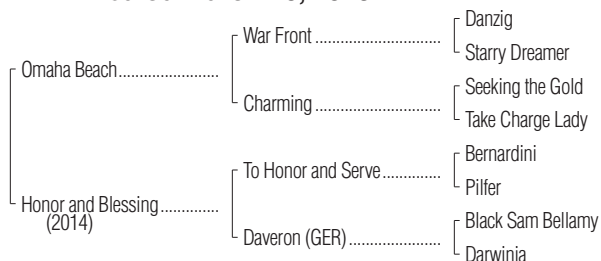 War Front
Danzig
Starry Dreamer
Omaha Beach
Charming
Seeking the Gold
Take Charge Lady
To Honor and Serve
Bernardini
Pilfer
Honor and Blessing
(2014)
Daveron (GER)
Black Sam Bellamy
Darwinia